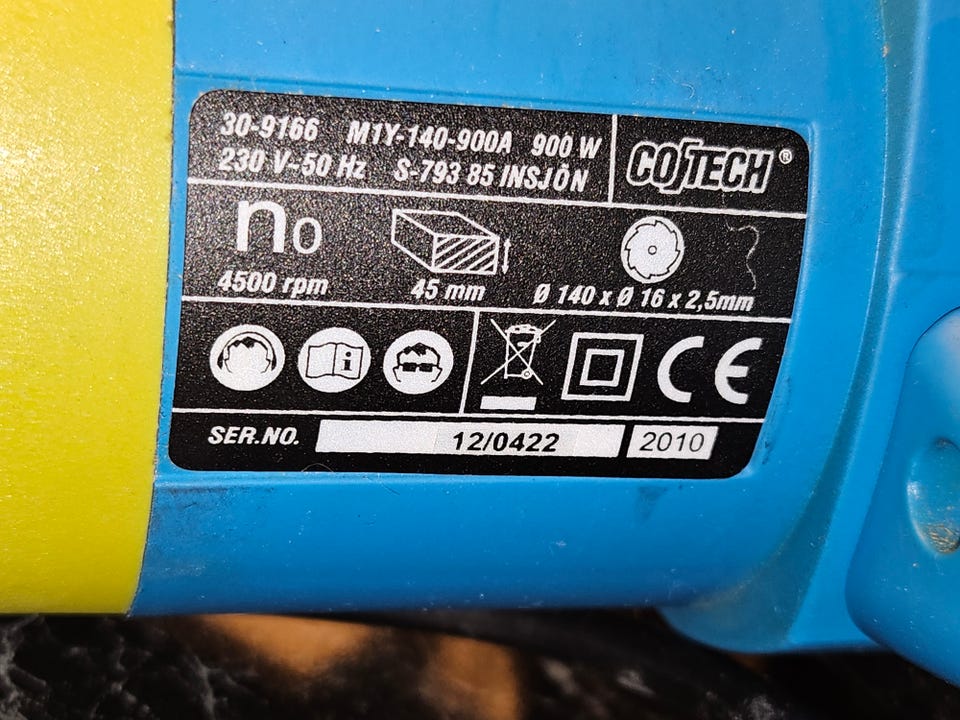 30-9166 M1Y-140-900A 900 W
230 V~50 Hz S-793 85 INSJÖN
COTECH ®
n0
4500 rpm
45 mm
Ø 140 x Ø 16 x 2,5mm
i
CE
SER.NO. 12/0422 2010